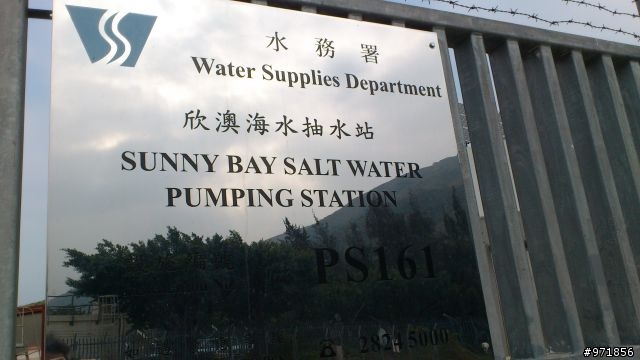 水務署
Water Supplies Department
欣澳海水抽水站
SUNNY BAY SALT WATER
PUMPING STATION
PS161
☎ : 2824 5000
#971856